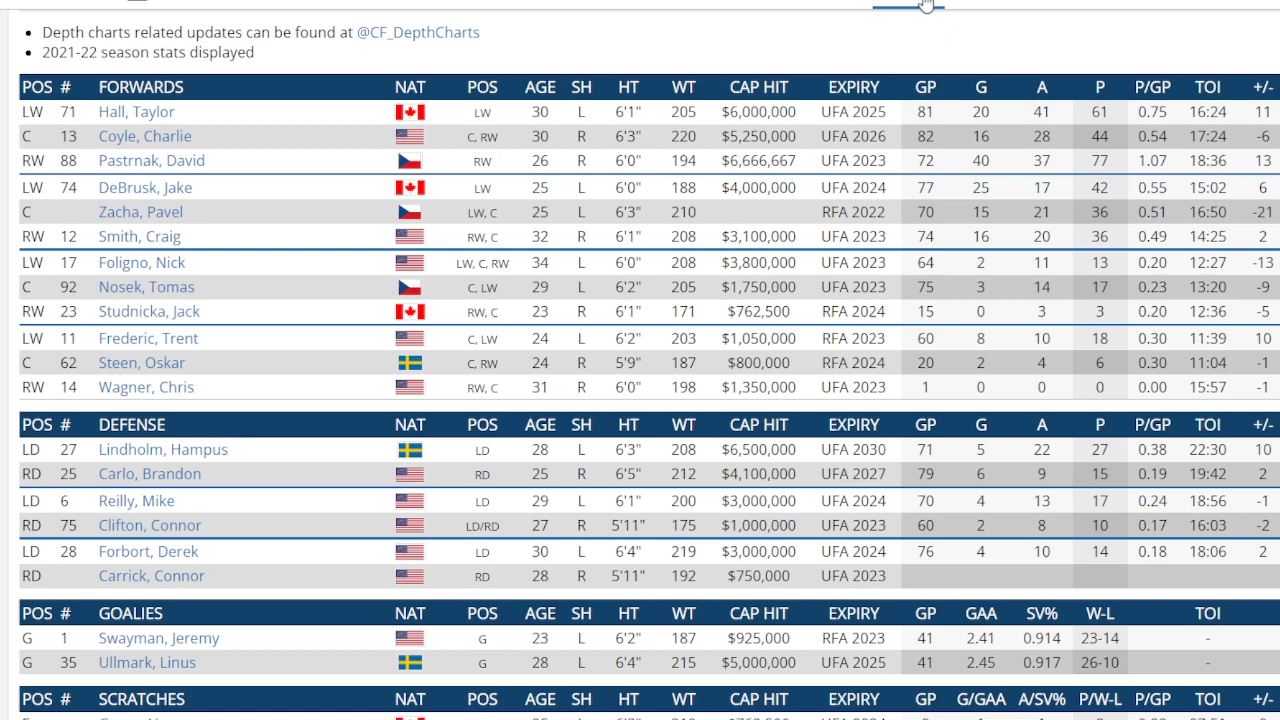 Depth charts related updates can be found at @CF_DepthCharts
2021-22 season stats displayed
POS # FORWARDS NAT POS AGE SH HT WT CAP HIT EXPIRY GP G A P P/GP TOI +/-
LW 71 Hall, Taylor LW 30 L 6'1" 205 $6,000,000 UFA 2025 81 20 41 61 0.75 16:24 11
C 13 Coyle, Charlie C, RW 30 R 6'3" 220 $5,250,000 UFA 2026 82 16 28 44 0.54 17:24
RW 88 Pastrnak, David RW 26 R 6'0" 194 $6,666,667 UFA 2023 72 40 37 77 1.07 18:36 13
LW 74 DeBrusk, Jake LW 25 L 6'0" 188 $4,000,000 UFA 2024 77 25 17 42 0.55 15:02 6
C Zacha, Pavel LW, C 25 L 6'3" 210 RFA 2022 70 15 21 36 0.51 16:50 -21
RW 12 Smith, Craig RW, C 32 R 6'1" 208 $3,100,000 UFA 2023 74 16 20 36 0.49 14:25 2
LW 17 Foligno, Nick LW, C, RW 34 L 6'0" 208 $3,800,000 UFA 2023 64 2 11 13 0.20 12:27 -13
C 92 Nosek, Tomas C, LW 29 L 6'2" 205 $1,750,000 UFA 2023 75 3 14 17 0.23 13:20 -9
RW 23 Studnicka, Jack RW, C 23 R 6'1" 171 $762,500 RFA 2024 15 0 3 3 0.20 12:36 -5
LW 11 Frederic, Trent C, LW 24 L 6'2" 203 $1,050,000 RFA 2023 60 8 10 18 0.30 11:39 10
C 62 Steen, Oskar C, RW 24 R 5'9" 187 $800,000 RFA 2024 20 2 4 6 0.30 11:04
RW 14 Wagner, Chris RW, C 31 R 6'0" 198 $1,350,000 UFA 2023 1 0 0 0 0.00 15:57
POS # DEFENSE NAT POS AGE SH HT WT CAP HIT EXPIRY GP G A P P/GP TOI +/-
LD 27 Lindholm, Hampus LD 28 L 6'3" 208 $6,500,000 UFA 2030 71 5 22 27 0.38 22:30 10
RD 25 Carlo, Brandon RD 25 R 6'5" 212 $4,100,000 UFA 2027 79 6 9 15 0.19 19:42 2
LD 6 Reilly, Mike LD 29 L 6'1" 200 $3,000,000 UFA 2024 70 4 13 17 0.24 18:56
RD 75 Clifton, Connor LD/RD 27 R 5'11" 175 $1,000,000 UFA 2023 60 2 8 10 0.17 16:03 -2
LD 28 Forbort, Derek LD 30 L 6'4" 219 $3,000,000 UFA 2024 76 4 10 14 0.18 18:06
RD Carrick, Connor RD 28 R 5'11" 192 $750,000 UFA 2023
POS # GOALIES NAT POS AGE SH HT WT CAP HIT EXPIRY GP GAA SV% W-L TOI
G 1 Swayman, Jeremy G 23 L 6'2" 187 $925,000 RFA 2023 41 2.41 0.914 23-14 -
G 35 Ullmark, Linus G 28 L 6'4" 215 $5,000,000 UFA 2025 41 2.45 0.917 26-10 -
POS # SCRATCHES NAT POS AGE SH HT WT CAP HIT EXPIRY GP G/GAA A/SV% P/W-L P/GP TOI +/-